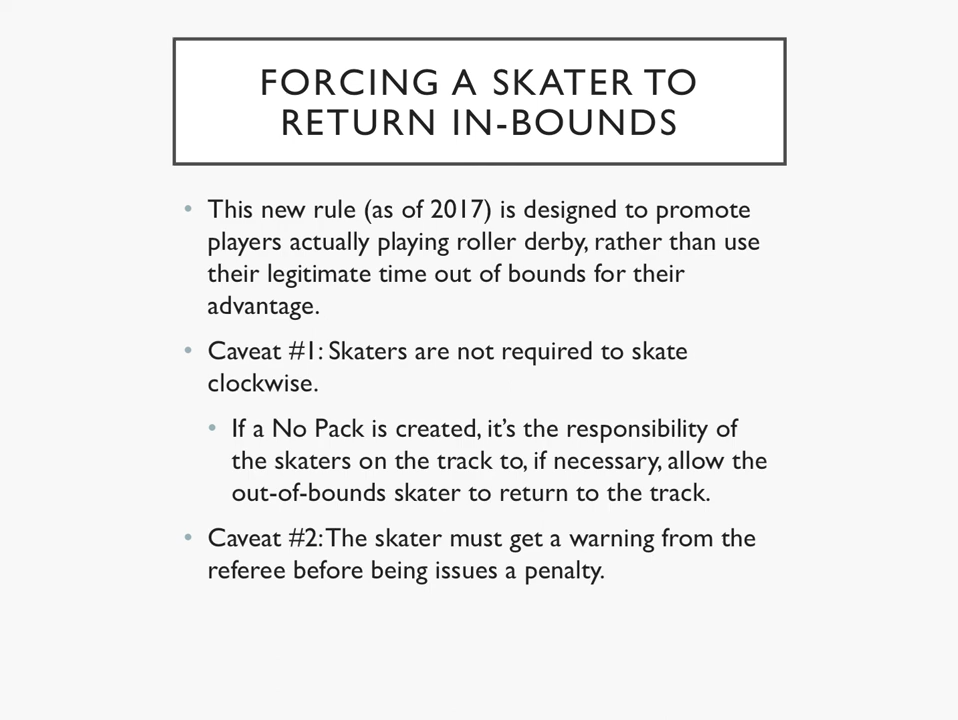 FORCING A SKATER TO
RETURN IN-BOUNDS
• This new rule (as of 2017) is designed to promote
players actually playing roller derby, rather than use
their legitimate time out of bounds for their
advantage.
• Caveat #1: Skaters are not required to skate
clockwise.
• If a No Pack is created, it's the responsibility of
the skaters on the track to, if necessary, allow the
out-of-bounds skater to return to the track.
• Caveat #2: The skater must get a warning from the
referee before being issues a penalty.